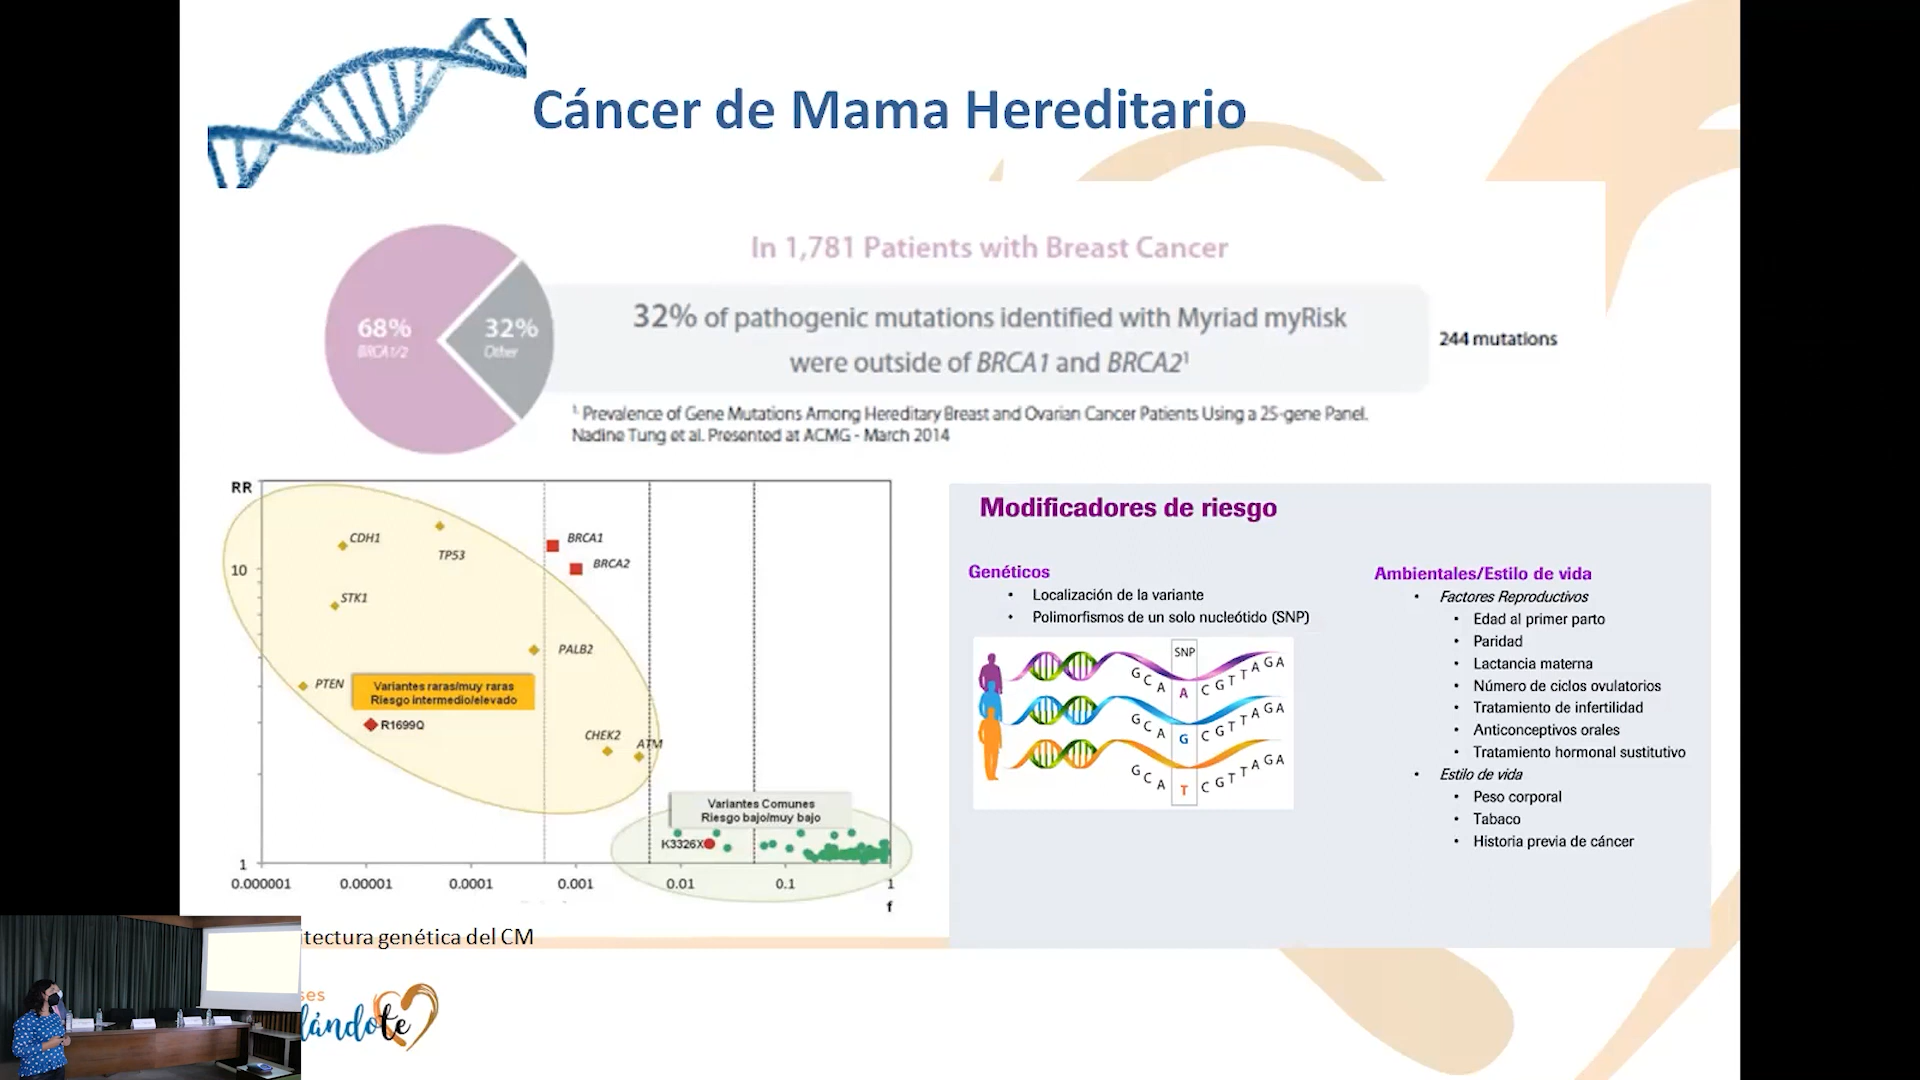 Cáncer de Mama Hereditario
In 1,781 Patients with Breast Cancer
68%
BRCA1/2
32%
Other
32% of pathogenic mutations identified with Myriad myRisk
were outside of BRCA1 and BRCA2¹
244 mutations
1. Prevalence of Gene Mutations Among Hereditary Breast and Ovarian Cancer Patients Using a 25-gene Panel.
Nadine Tung et al. Presented at ACMG - March 2014
RR
10
1
CDH1
TP53
BRCA1
BRCA2
STK1
PALB2
PTEN
Variantes raras/muy raras
Riesgo intermedio/elevado
R1699Q
CHEK2
ATM
Variantes Comunes
Riesgo bajo/muy bajo
K3326X
0.000001
0.00001
0.0001
0.001
0.01
0.1
1
f
tectura genética del CM
ses
lándote
Modificadores de riesgo
Genéticos
• Localización de la variante
• Polimorfismos de un solo nucleótido (SNP)
SNP
G C A A C G T T A G A
G C A G C G T T A G A
G C A T C G T T A G A
Ambientales/Estilo de vida
• Factores Reproductivos
• Edad al primer parto
• Paridad
• Lactancia materna
• Número de ciclos ovulatorios
• Tratamiento de infertilidad
• Anticonceptivos orales
• Tratamiento hormonal sustitutivo
• Estilo de vida
• Peso corporal
• Tabaco
• Historia previa de cáncer